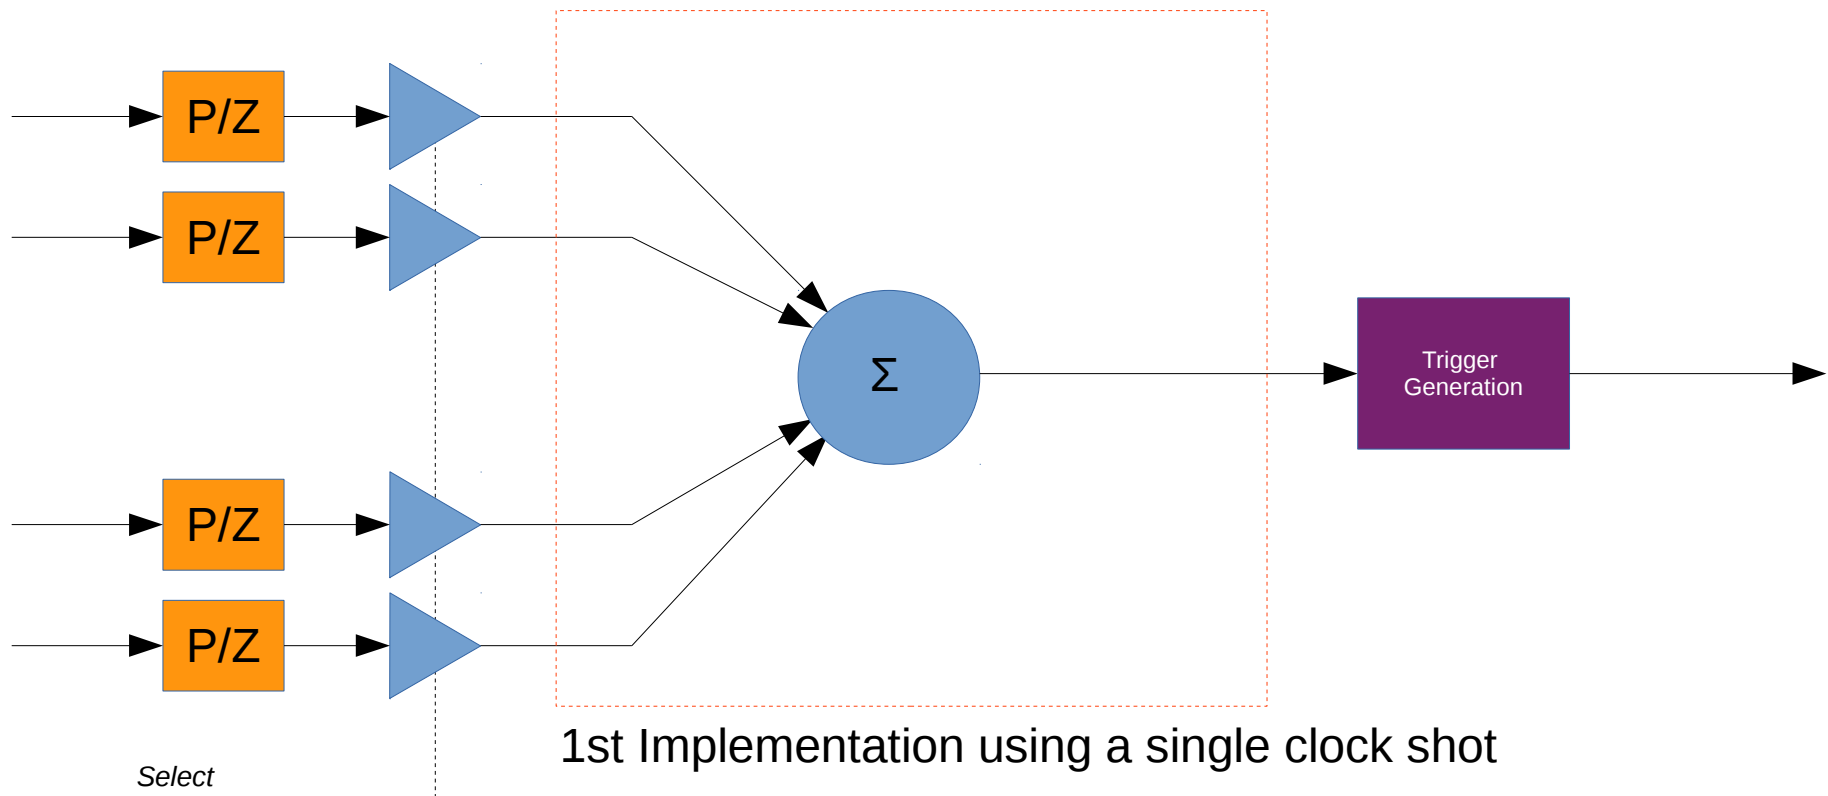 P/Z
P/Z
Σ
Trigger
Generation
P/Z
P/Z
1st Implementation using a single clock shot
Select